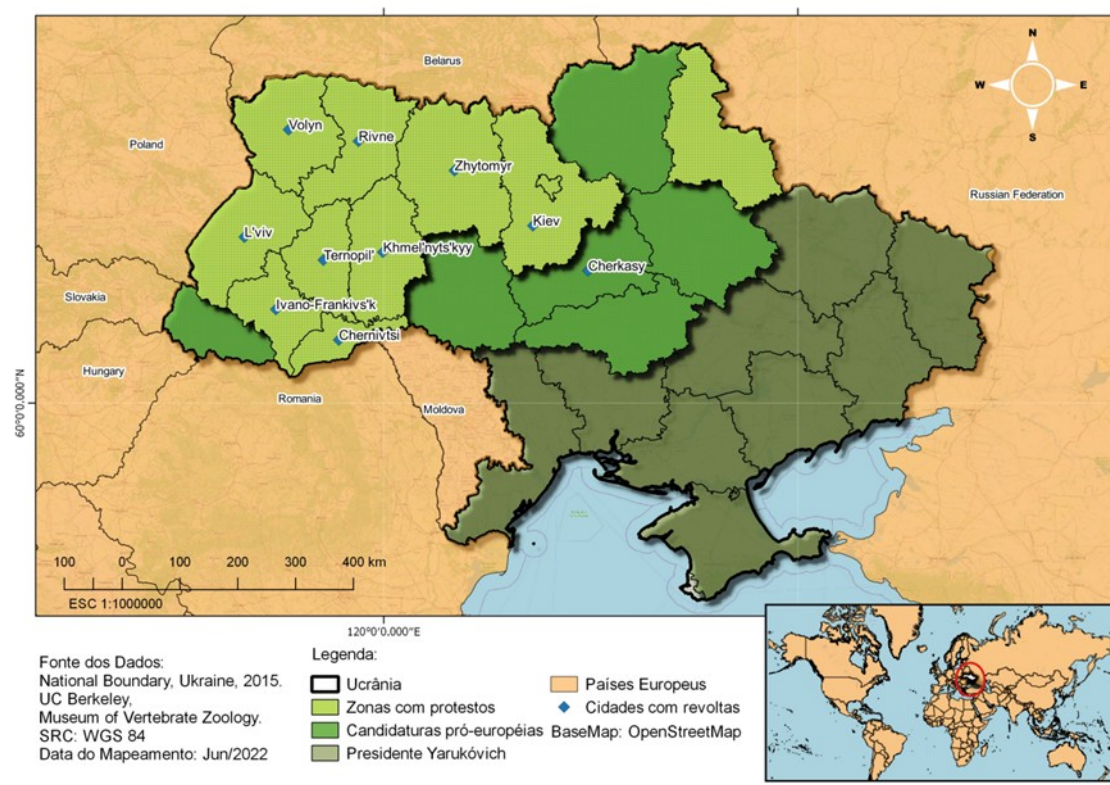 Belarus
N
W E
S
Poland
Volyn
Rivne
Zhytomyr
Russian Federation
L'viv
Kiev
Ternopil'
Khmel'nyts'kyy
Cherkasy
Slovakia
Ivano-Frankivs'k
Chernivtsi
Hungary
Romania
Moldova
60°0'0.000"N
100 0 100 200 300 400 km
ESC 1:1000000
120°0'0.000"E
Fonte dos Dados:
National Boundary, Ukraine, 2015.
UC Berkeley,
Museum of Vertebrate Zoology.
SRC: WGS 84
Data do Mapeamento: Jun/2022
Legenda:
Ucrânia
Zonas com protestos
Candidaturas pró-européias
Presidente Yarukóvich
Países Europeus
Cidades com revoltas
BaseMap: OpenStreetMap